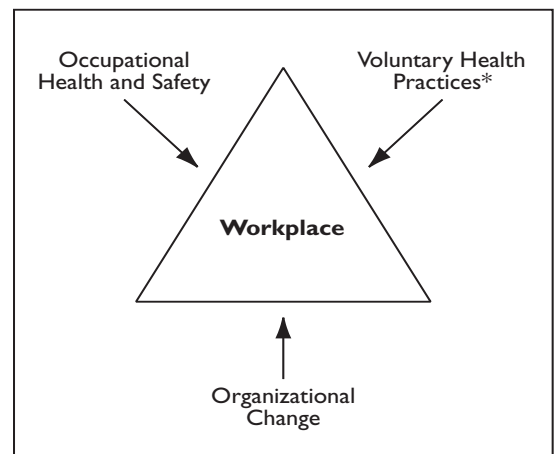 Occupational
Health and Safety
Voluntary Health
Practices*
Workplace
Organizational
Change